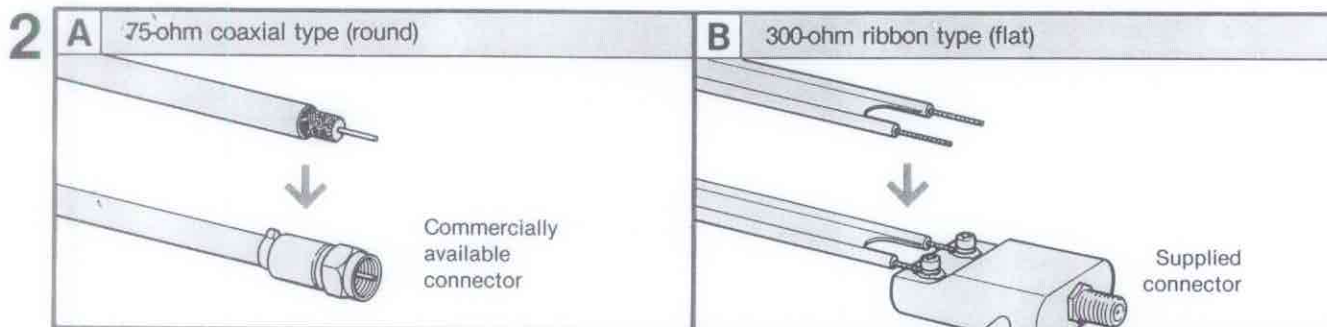 2
A 75-ohm coaxial type (round)
B 300-ohm ribbon type (flat)
Commercially
available
connector
Supplied
connector